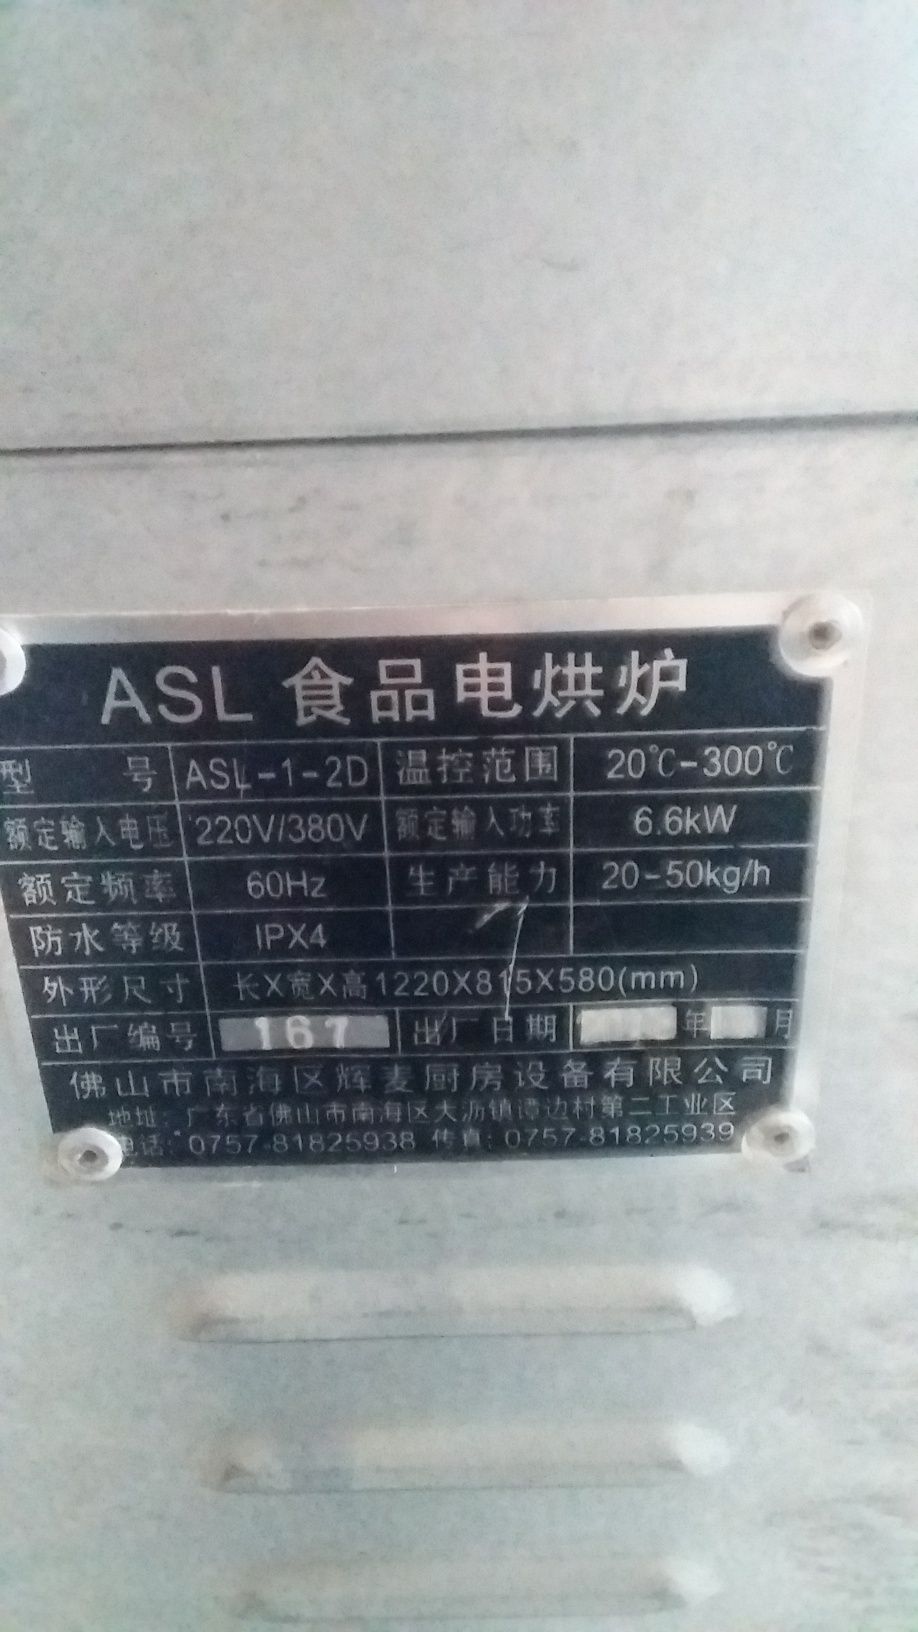 ASL 食品电烘炉
型 号 ASL-1-2D 温控范围 20℃-300℃
额定输入电压 220V/380V 额定输入功率 6.6kW
额定频率 60Hz 生产能力 20-50kg/h
防水等级 IPX4
外形尺寸 长X宽X高1220X815X580(mm)
出厂编号 161 出厂日期 年 月
佛山市南海区辉麦厨房设备有限公司
地址: 广东省佛山市南海区大沥镇谭边村第二工业区
电话: 0757-81825938 传真: 0757-81825939